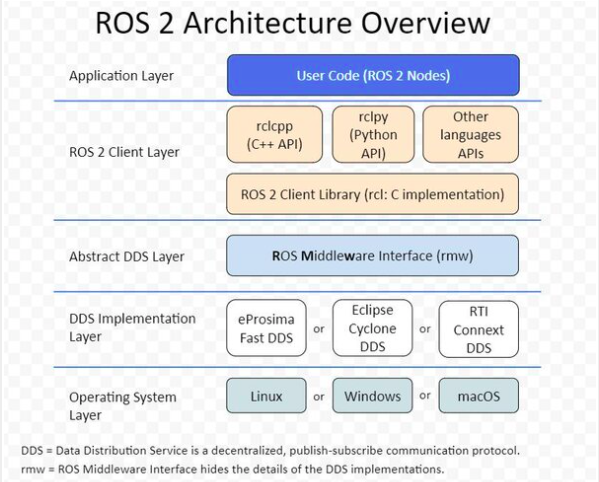 ROS 2 Architecture Overview
Application Layer
User Code (ROS 2 Nodes)
ROS 2 Client Layer
rclcpp
(C++ API)
rclpy
(Python
API)
Other
languages
APIs
ROS 2 Client Library (rcl: C implementation)
Abstract DDS Layer
ROS Middleware Interface (rmw)
DDS Implementation
Layer
eProsima
Fast DDS
or
Eclipse
Cyclone
DDS
or
RTI
Connext
DDS
Operating System
Layer
Linux
or
Windows
or
macOS
DDS = Data Distribution Service is a decentralized, publish-subscribe communication protocol.
rmw = ROS Middleware Interface hides the details of the DDS implementations.